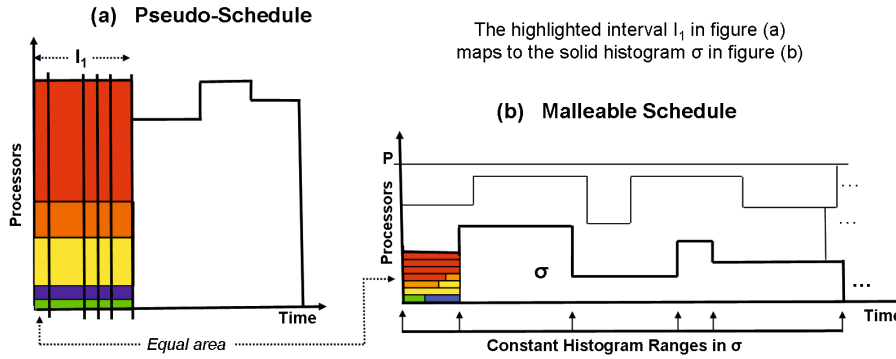 (a) Pseudo-Schedule
I₁
Processors
Time
Equal area
The highlighted interval I₁ in figure (a)
maps to the solid histogram σ in figure (b)
(b) Malleable Schedule
P
Processors
...
...
σ
...
Time
Constant Histogram Ranges in σ